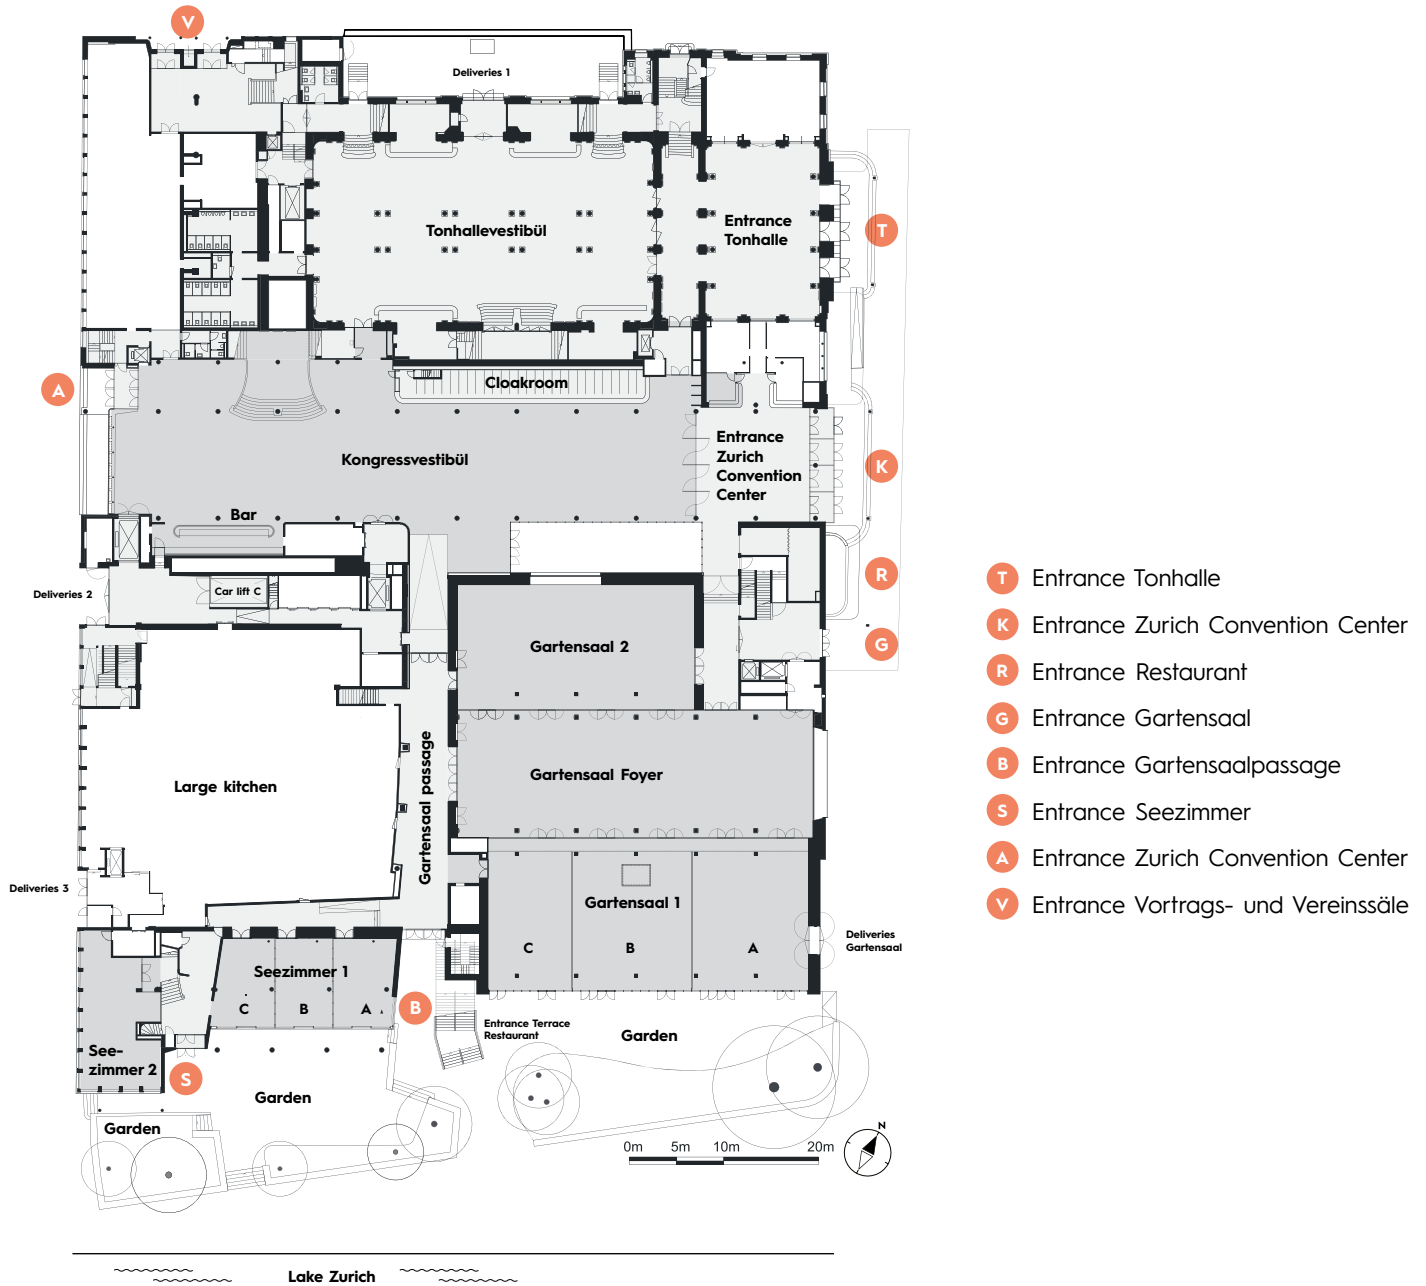 V
Deliveries 1
Tonhallevestibül
Entrance
Tonhalle
T
A
Cloakroom
Kongressvestibül
Entrance
Zurich
Convention
Center
K
Bar
R
Deliveries 2
Car lift C
G
Gartensaal 2
Gartensaal passage
Gartensaal Foyer
Large kitchen
Deliveries 3
Gartensaal 1
C
B
A
Deliveries
Gartensaal
Seezimmer 1
C
B
A
B
See-
zimmer 2
S
Entrance Terrace
Restaurant
Garden
Garden
Garden
0m 5m 10m 20m
N
Lake Zurich
T Entrance Tonhalle
K Entrance Zurich Convention Center
R Entrance Restaurant
G Entrance Gartensaal
B Entrance Gartensaalpassage
S Entrance Seezimmer
A Entrance Zurich Convention Center
V Entrance Vortrags- und Vereinssäle